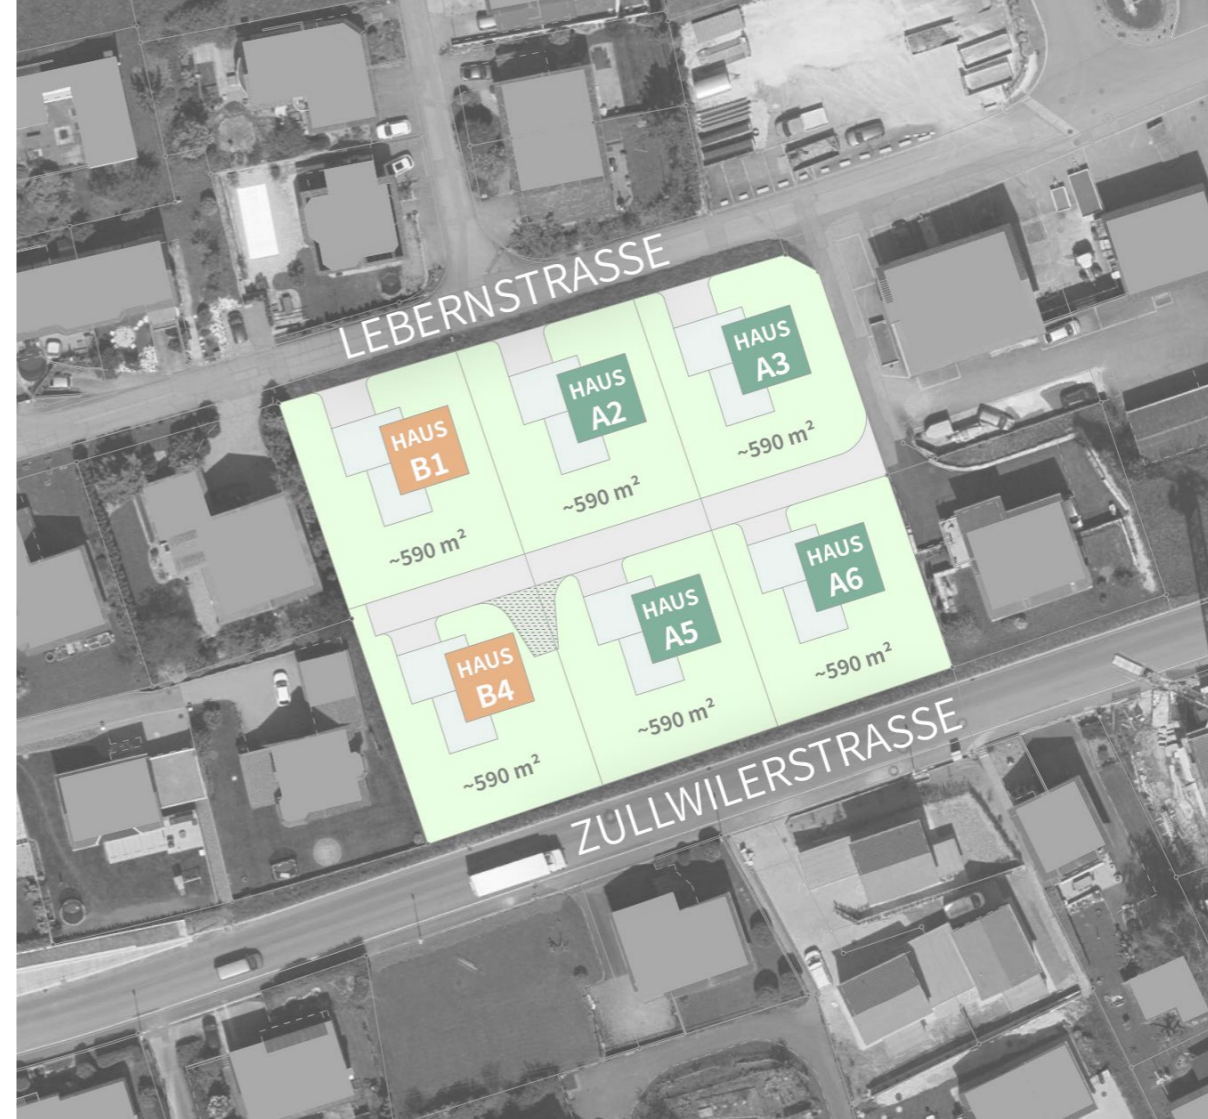 LEBERNSTRASSE
HAUS
A3
~590 m²
HAUS
A2
~590 m²
HAUS
B1
~590 m²
HAUS
A6
~590 m²
HAUS
A5
~590 m²
HAUS
B4
~590 m²
ZULLWILERSTRASSE